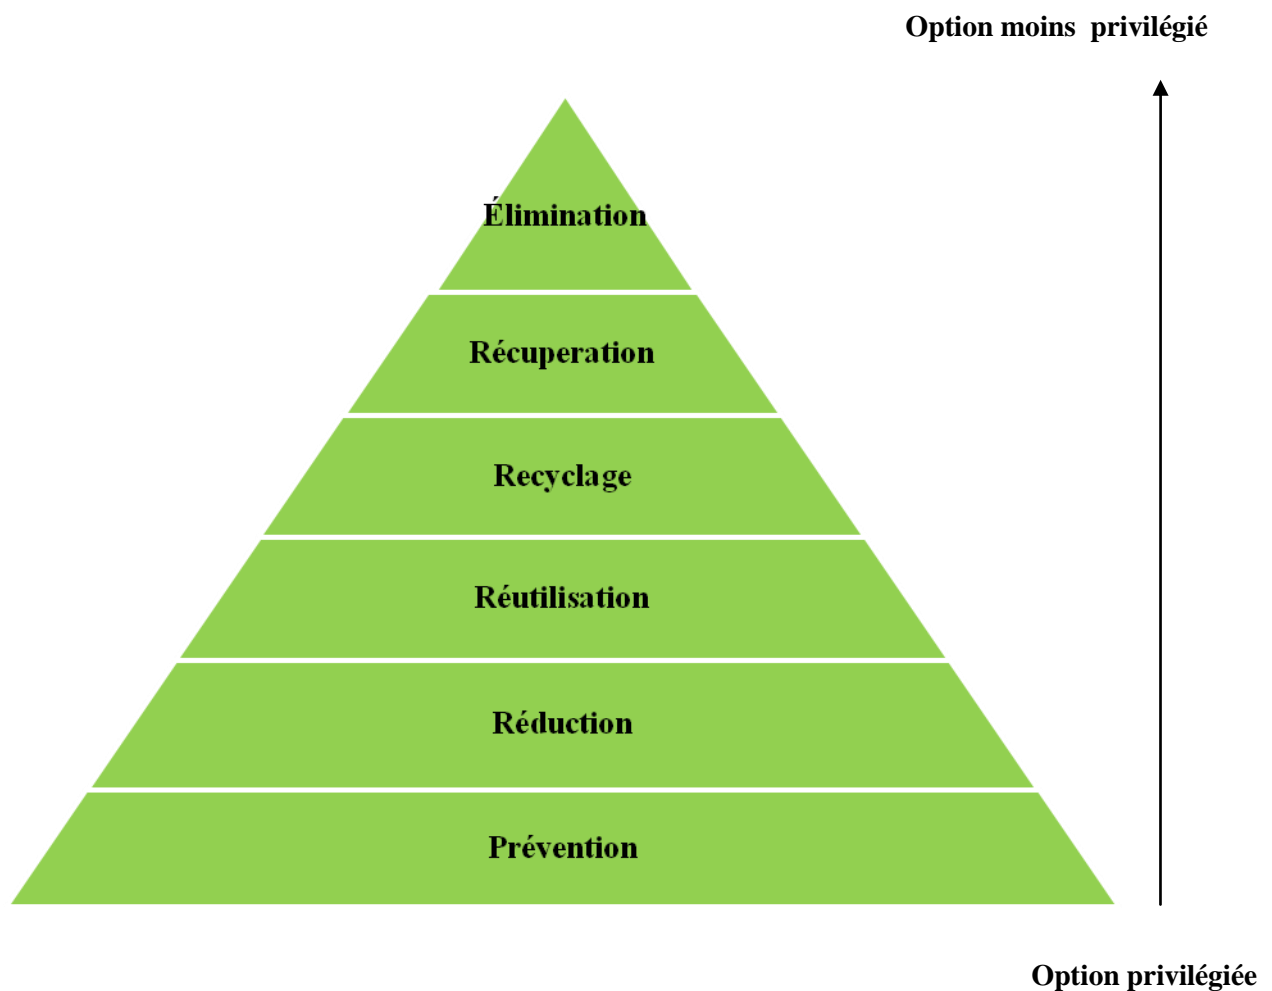 Option moins  privilégié
Élimination
Récuperation
Recyclage
Réutilisation
Réduction
Prévention
Option privilégiée